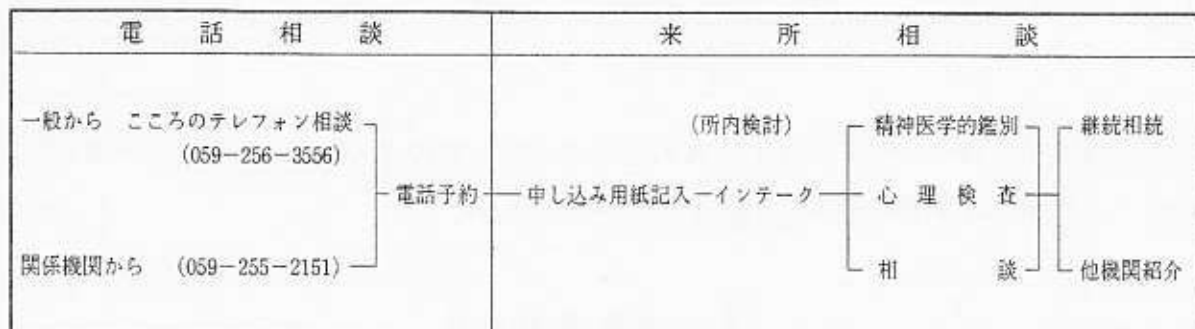 電話相談
来所相談
一般から こころのテレフォン相談
(059-256-3556)
関係機関から (059-255-2151)
電話予約
申し込み用紙記入
インテーク
(所内検討)
精神医学的鑑別
心理検査
相談
継続相続
他機関紹介